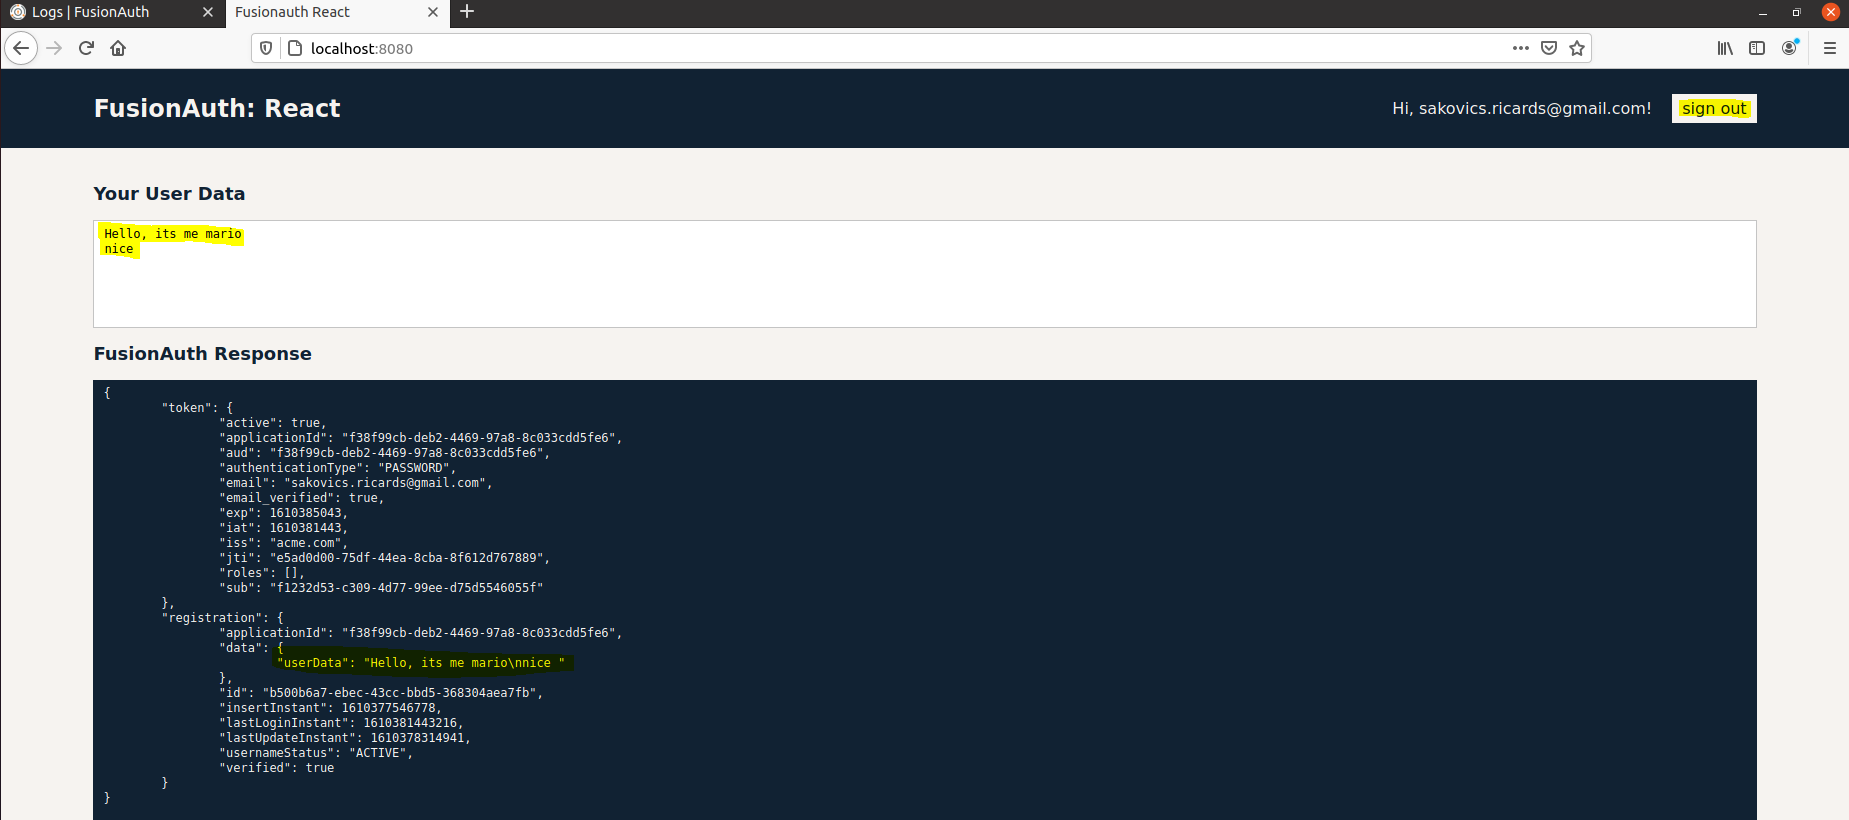 Logs | FusionAuth
Fusionauth React
localhost:8080
FusionAuth: React
Hi, sakovics.ricards@gmail.com!
sign out
Your User Data
Hello, its me mario
nice
FusionAuth Response
{
"token": {
"active": true,
"applicationId": "f38f99cb-deb2-4469-97a8-8c033cdd5fe6",
"aud": "f38f99cb-deb2-4469-97a8-8c033cdd5fe6",
"authenticationType": "PASSWORD",
"email": "sakovics.ricards@gmail.com",
"email_verified": true,
"exp": 1610385043,
"iat": 1610381443,
"iss": "acme.com",
"jti": "e5ad0d00-75df-44ea-8cba-8f612d767889",
"roles": [],
"sub": "f1232d53-c309-4d77-99ee-d75d5546055f"
},
"registration": {
"applicationId": "f38f99cb-deb2-4469-97a8-8c033cdd5fe6",
"data": {
"userData": "Hello, its me mario\nnice "
},
"id": "b500b6a7-ebec-43cc-bbd5-368304aea7fb",
"insertInstant": 1610377546778,
"lastLoginInstant": 1610381443216,
"lastUpdateInstant": 1610378314941,
"usernameStatus": "ACTIVE",
"verified": true
}
}